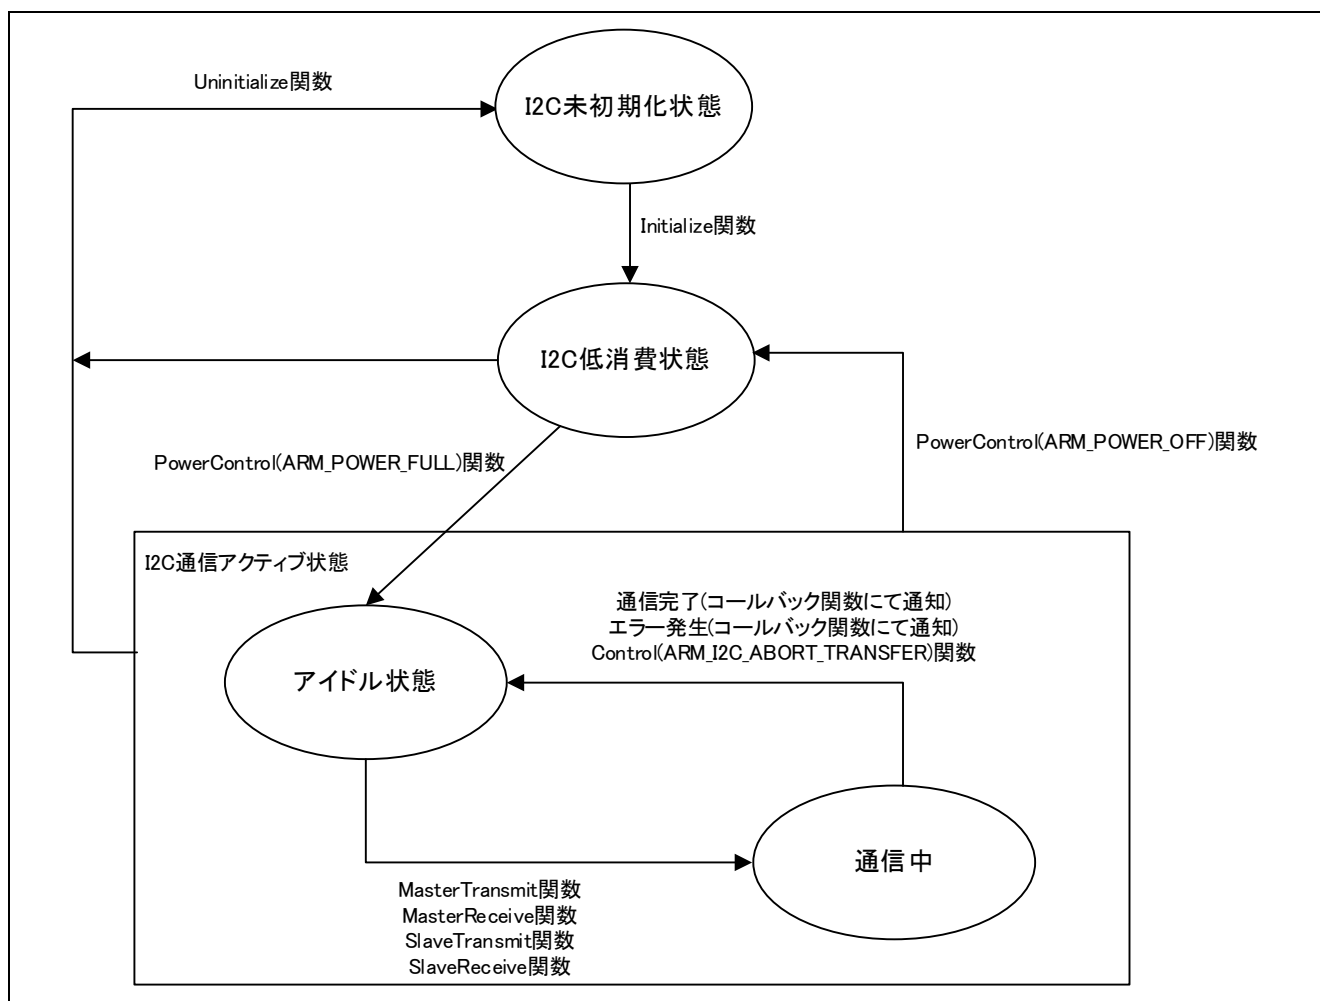 Uninitialize関数
I2C未初期化状態
Initialize関数
I2C低消費状態
PowerControl(ARM_POWER_OFF)関数
PowerControl(ARM_POWER_FULL)関数
I2C通信アクティブ状態
通信完了(コールバック関数にて通知)
エラー発生(コールバック関数にて通知)
Control(ARM_I2C_ABORT_TRANSFER)関数
アイドル状態
通信中
MasterTransmit関数
MasterReceive関数
SlaveTransmit関数
SlaveReceive関数